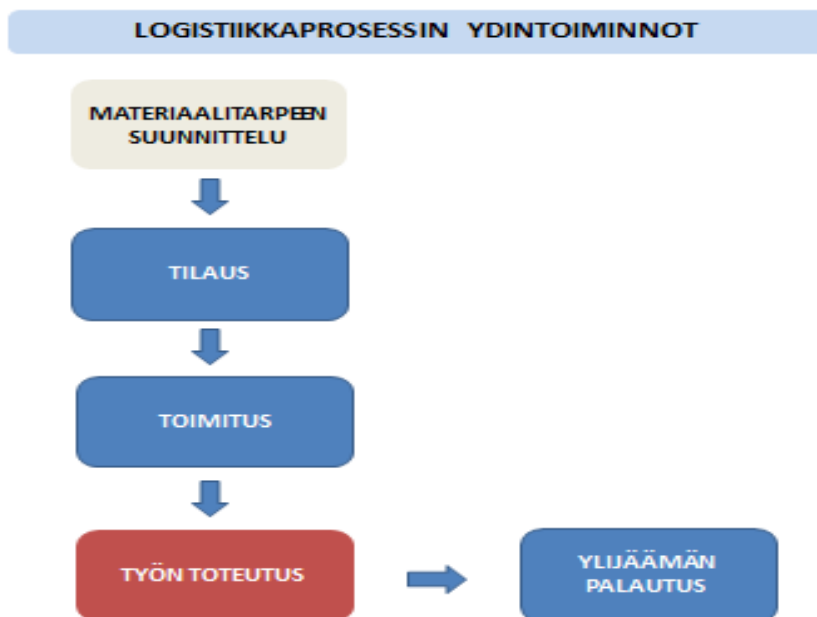 LOGISTIIKKAPROSESSIN YDINTOIMINNOT
MATERIAALITARPEEN
SUUNNITTELU
TILAUS
TOIMITUS
TYÖN TOTEUTUS
YLIJÄÄMÄN
PALAUTUS